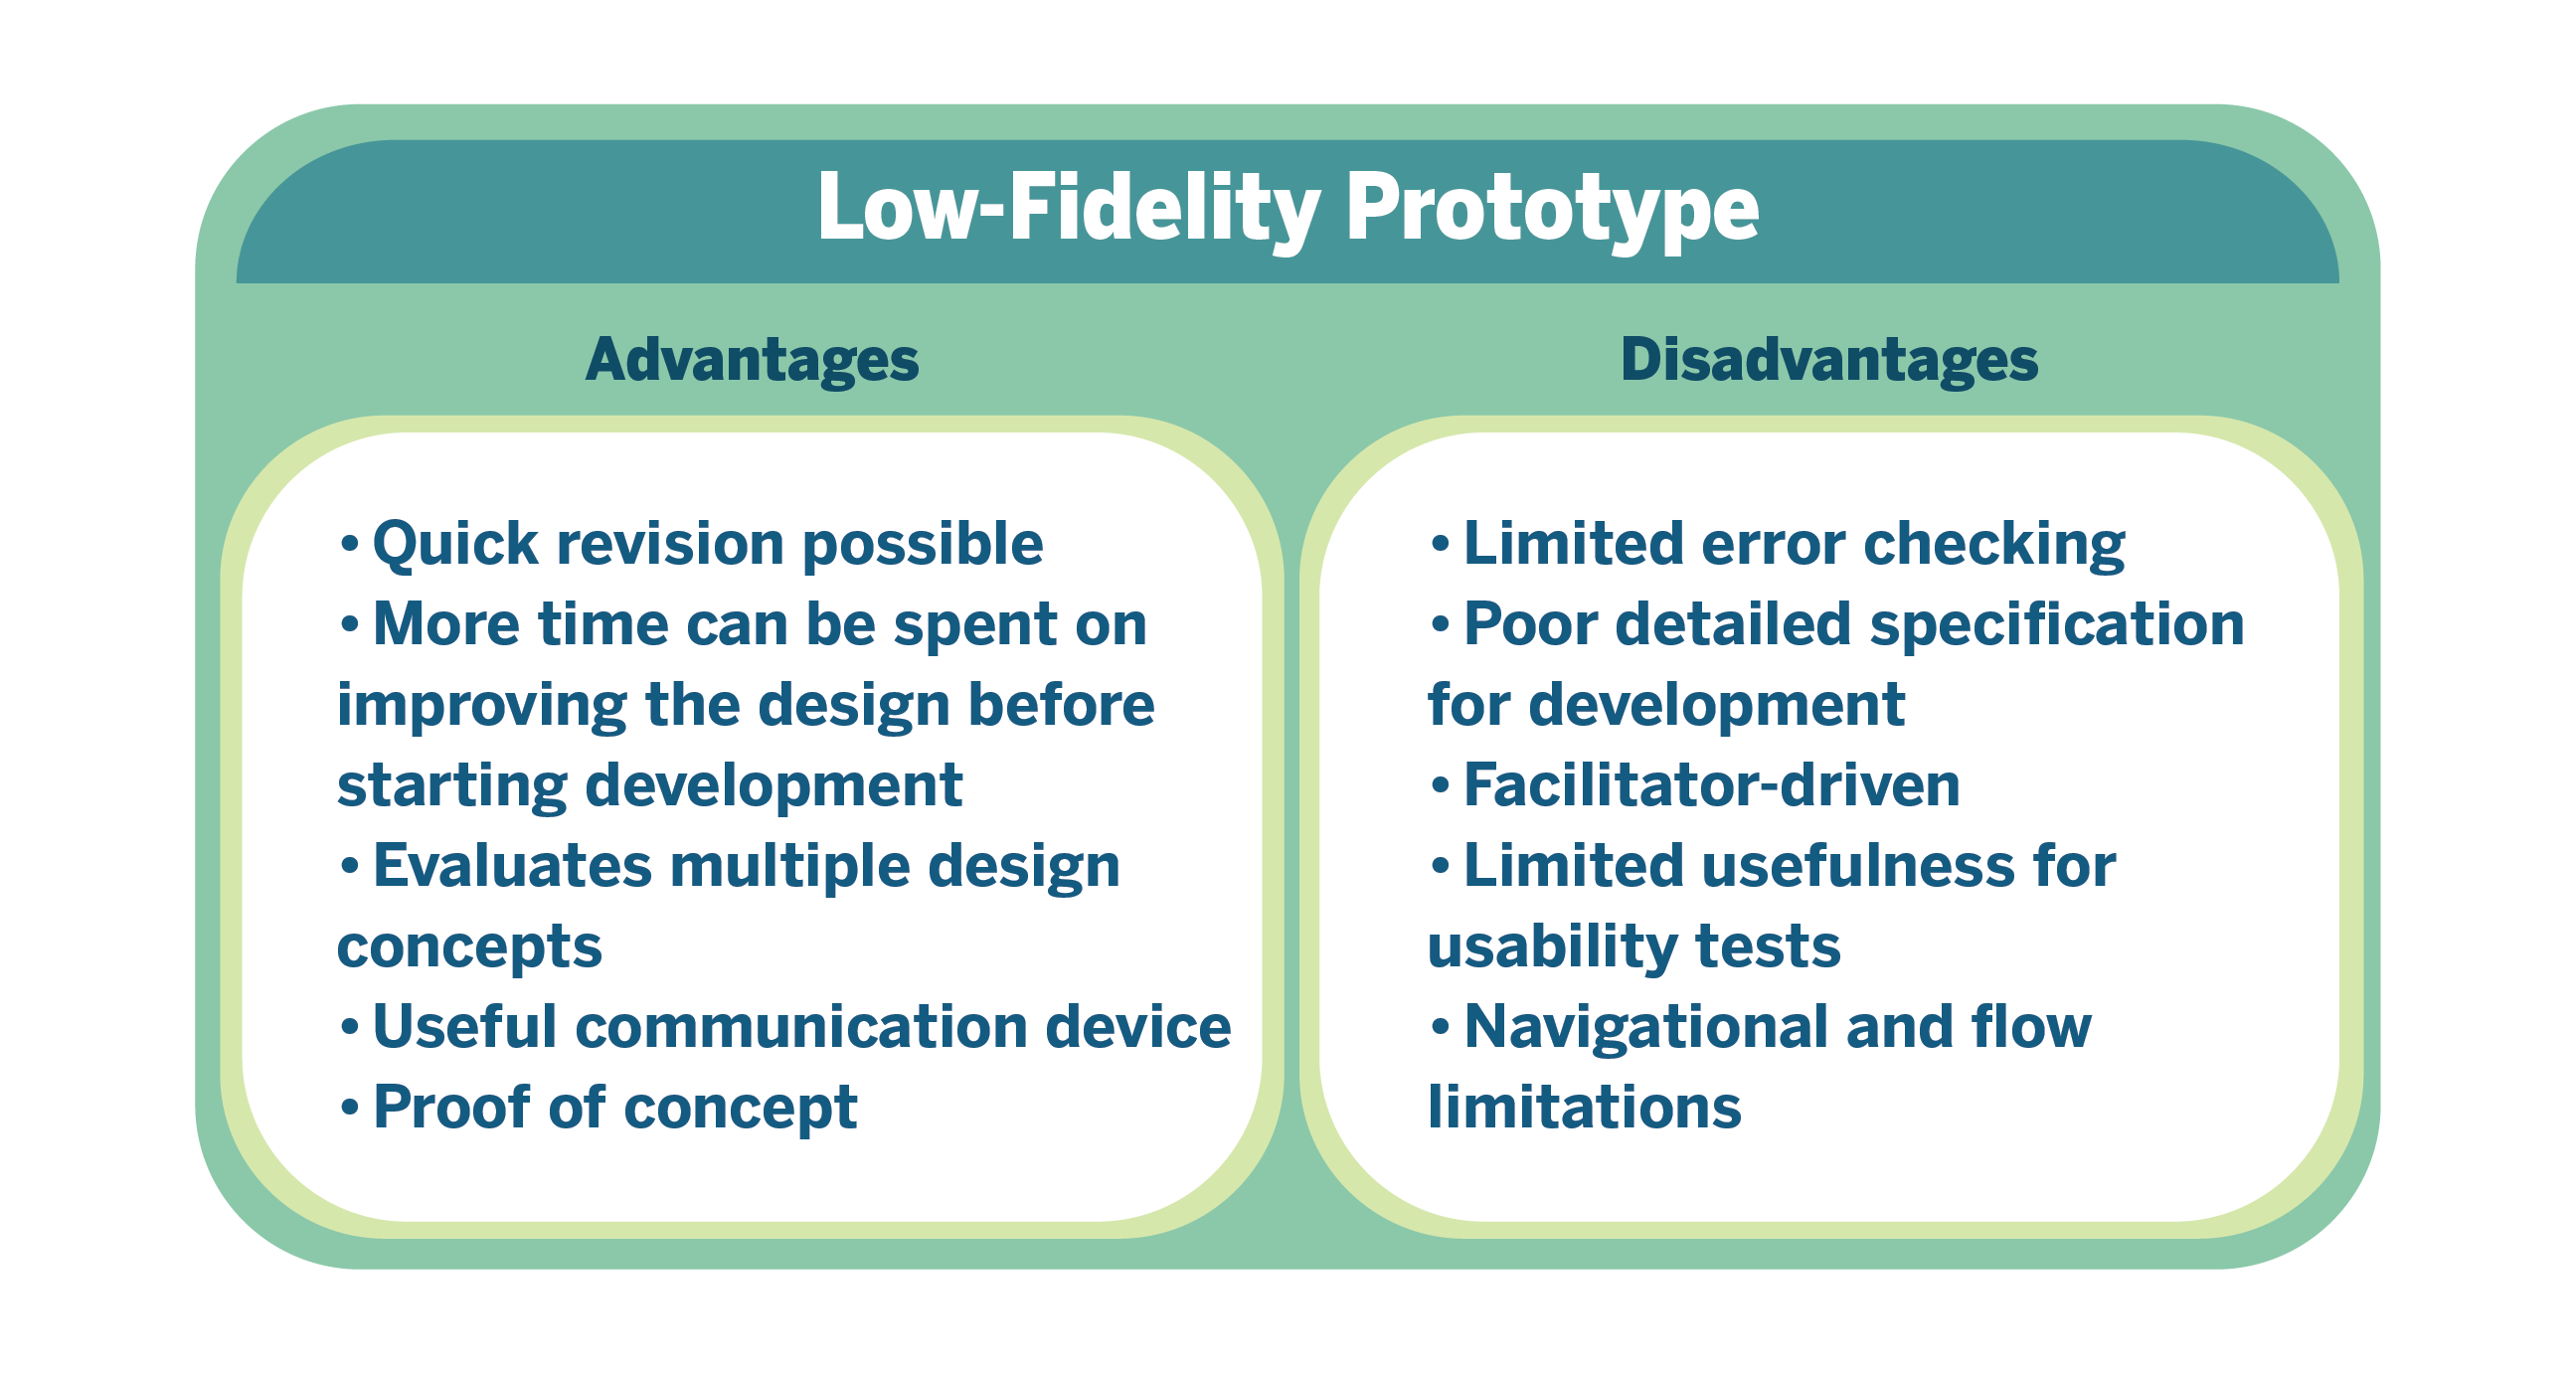 Low-Fidelity Prototype
Advantages
• Quick revision possible
• More time can be spent on
improving the design before
starting development
• Evaluates multiple design
concepts
• Useful communication device
• Proof of concept
Disadvantages
• Limited error checking
• Poor detailed specification
for development
• Facilitator-driven
• Limited usefulness for
usability tests
• Navigational and flow
limitations